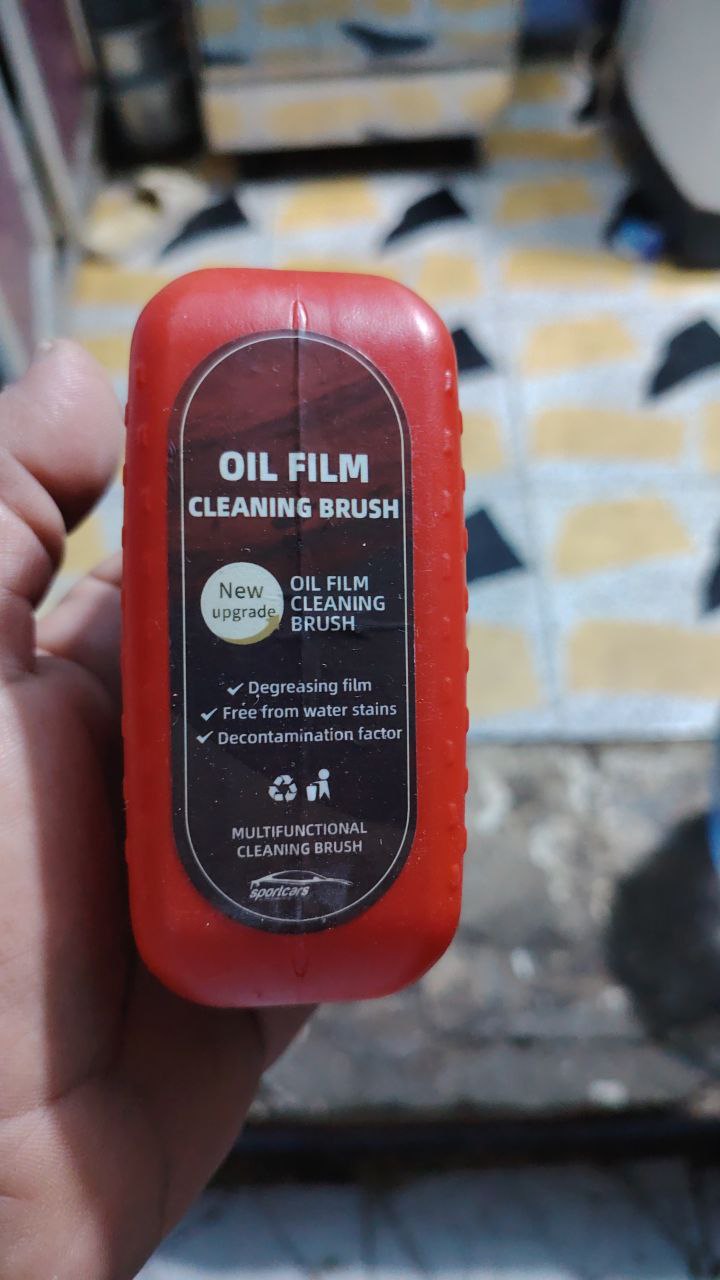 OIL FILM
CLEANING BRUSH
New
upgrade
OIL FILM
CLEANING
BRUSH
Degreasing film
Free from water stains
Decontamination factor
MULTIFUNCTIONAL
CLEANING BRUSH
sportcars